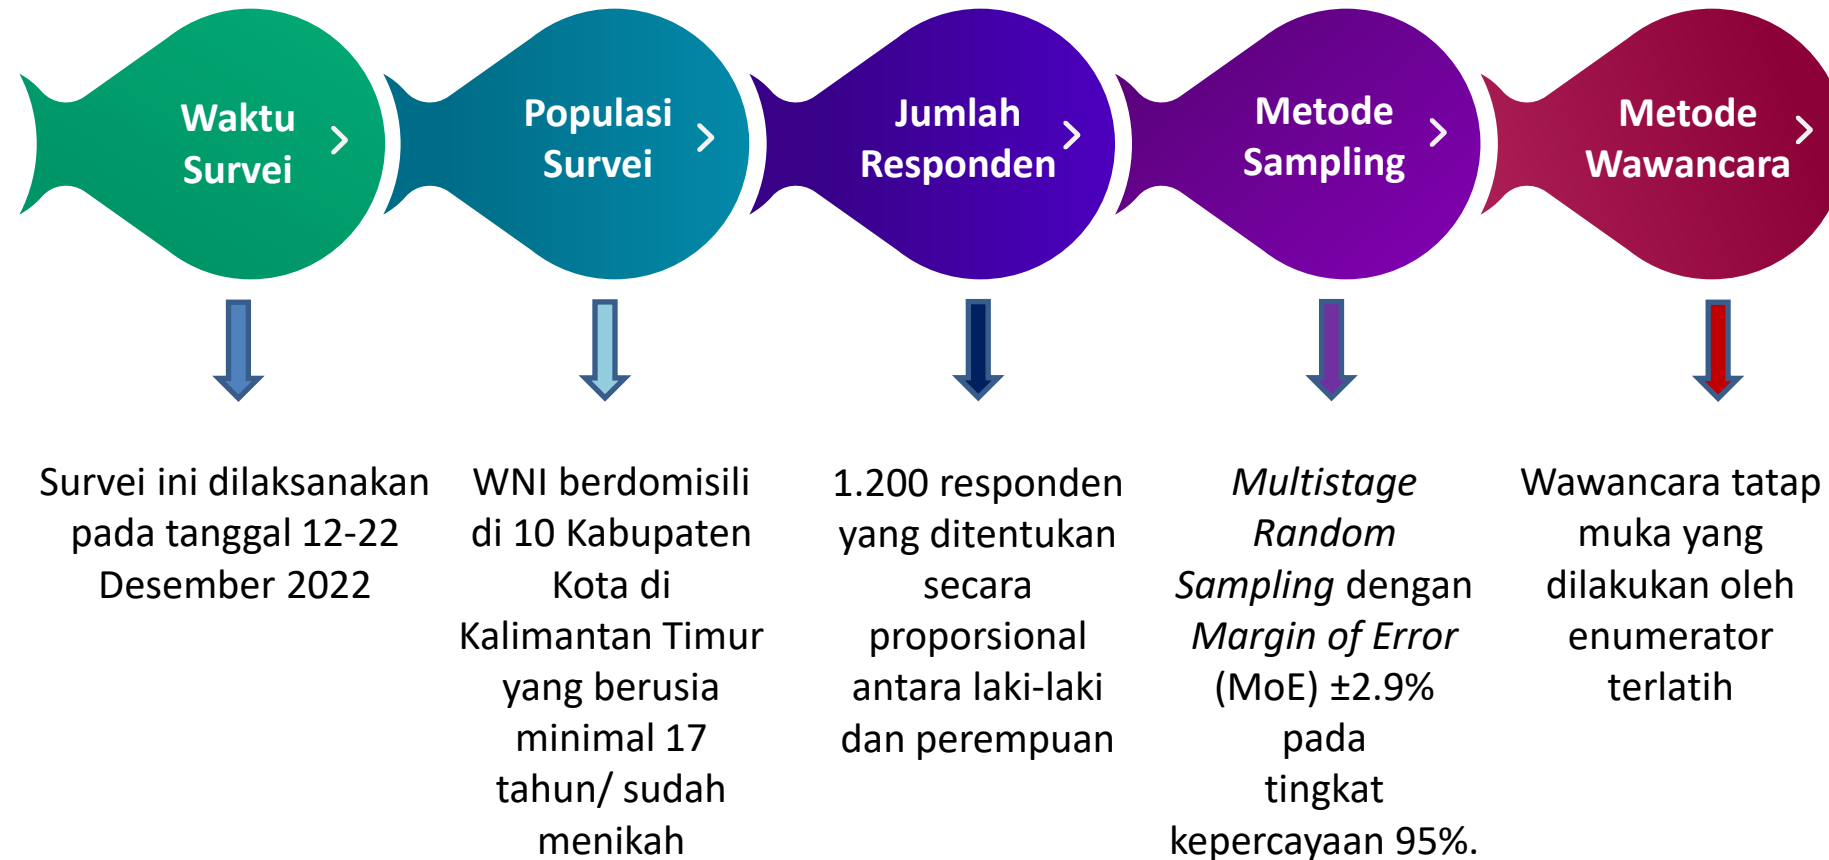 Waktu
Survei
Populasi
Survei
Jumlah
Responden
Metode
Sampling
Metode
Wawancara
Survei ini dilaksanakan
pada tanggal 12-22
Desember 2022
WNI berdomisili
di 10 Kabupaten
Kota di
Kalimantan Timur
yang berusia
minimal 17
tahun/ sudah
menikah
1.200 responden
yang ditentukan
secara
proporsional
antara laki-laki
dan perempuan
Multistage
Random
Sampling dengan
Margin of Error
(MoE) ±2.9%
pada
tingkat
kepercayaan 95%.
Wawancara tatap
muka yang
dilakukan oleh
enumerator
terlatih